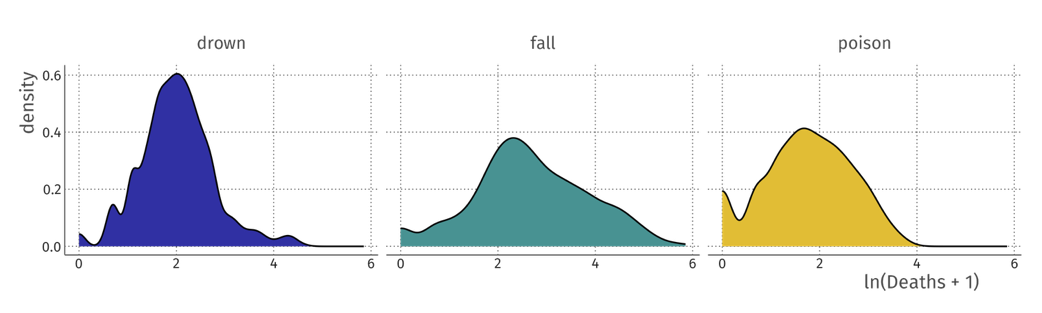 drown fall poison
density
0.6
0.4
0.2
0.0
0 2 4 6 0 2 4 6 0 2 4 6
ln(Deaths + 1)